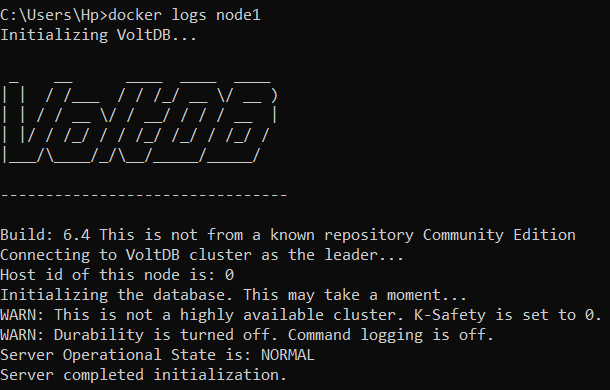 C:\Users\Hp>docker logs node1
Initializing VoltDB...
 _    __      ____  ____  ____
| |  / /___  / / /_/ __ \/ __ )
| | / / __ \/ / __/ / / / __  |
| |/ / /_/ / / /_/ /_/ / /_/ /
|___/\____/_/\__/_____/_____/
--------------------------------
Build: 6.4 This is not from a known repository Community Edition
Connecting to VoltDB cluster as the leader...
Host id of this node is: 0
Initializing the database. This may take a moment...
WARN: This is not a highly available cluster. K-Safety is set to 0.
WARN: Durability is turned off. Command logging is off.
Server Operational State is: NORMAL
Server completed initialization.